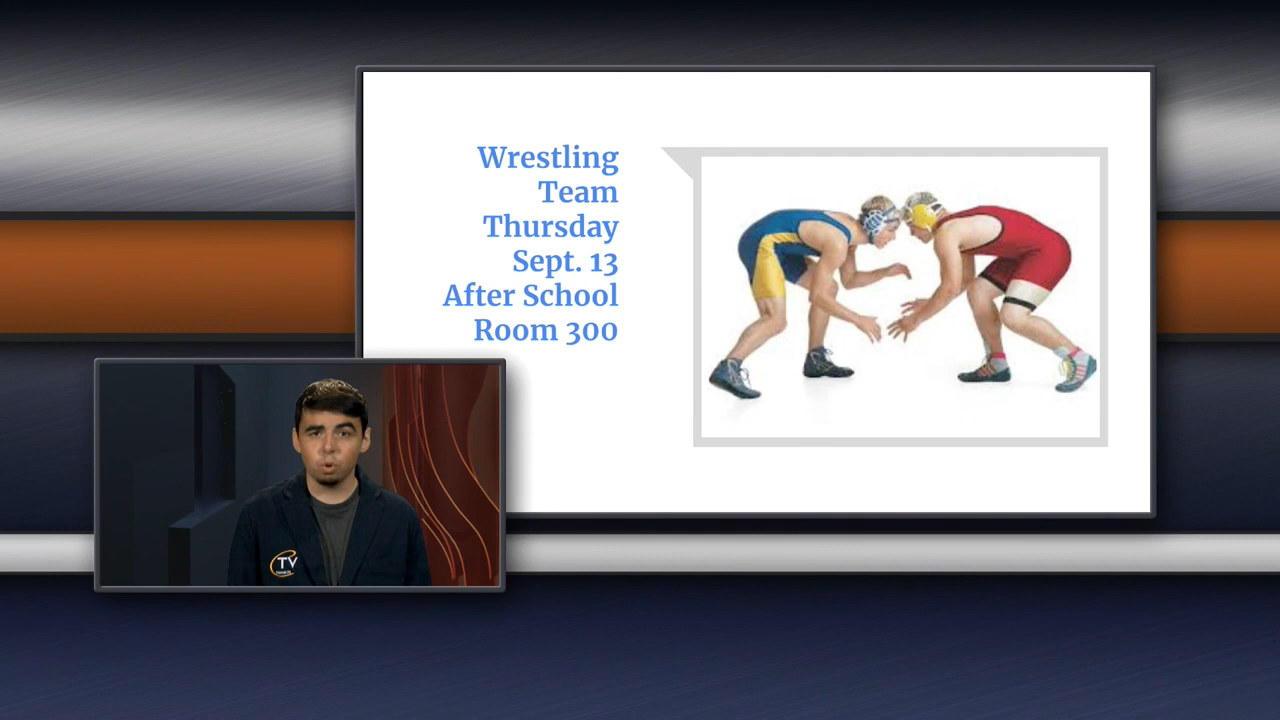 Wrestling
Team
Thursday
Sept. 13
After School
Room 300
TV